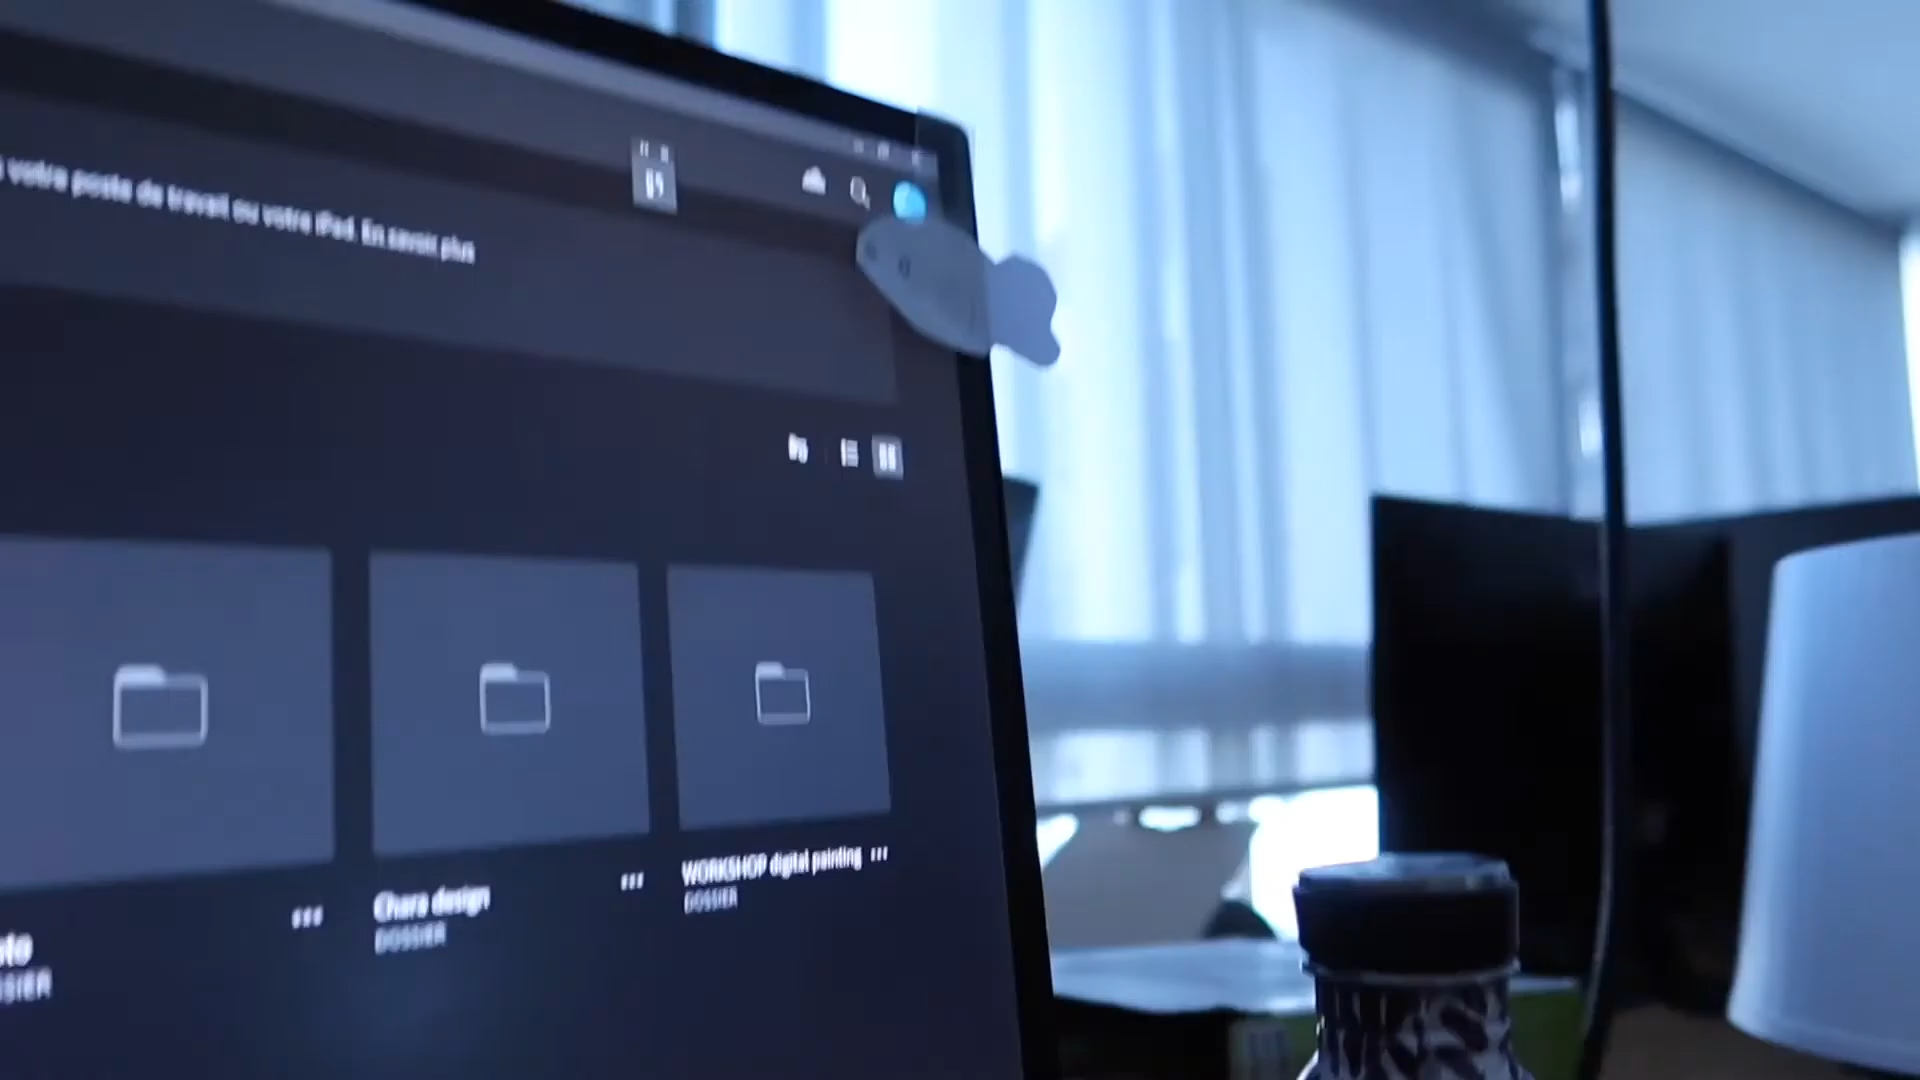 votre poste de travail ou votre iPad. En savoir plus
WORKSHOP digital painting
DOSSIER
Chara design
DOSSIER